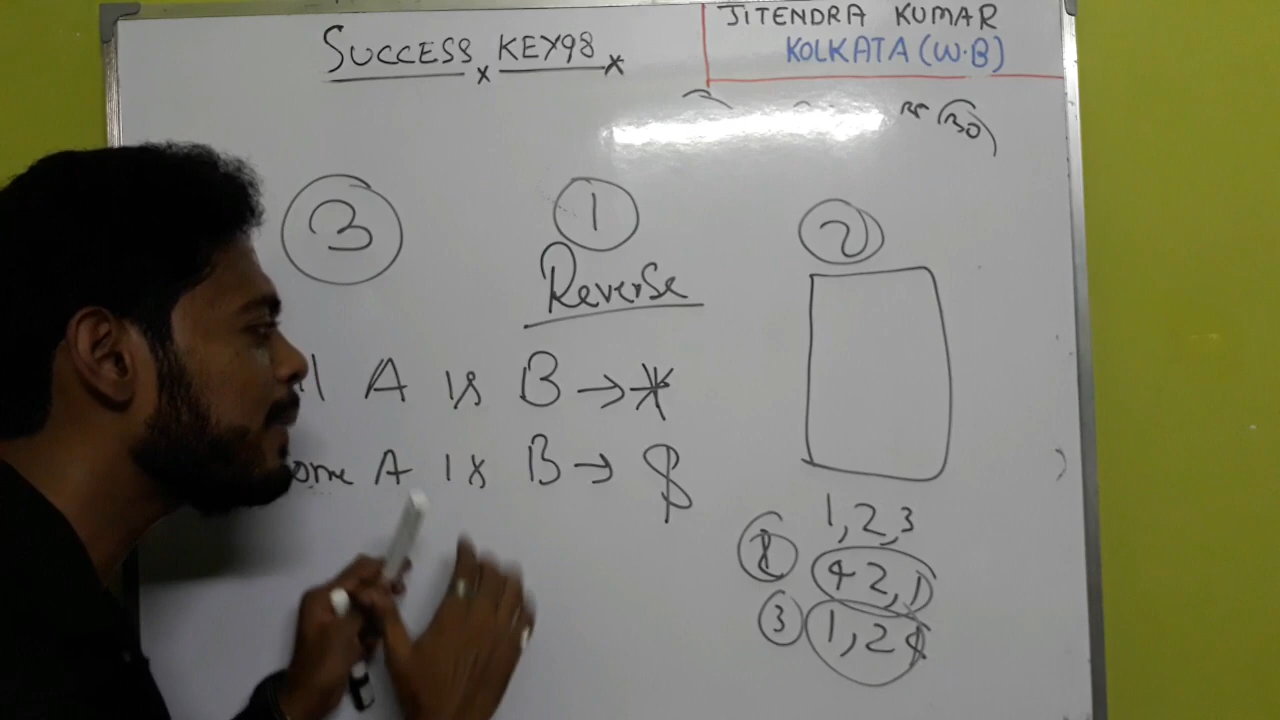 SUCCESS KEY98
JITENDRA KUMAR
KOLKATA (W.B)
3
1
2
Reverse
A is B → *
A is B → $
1, 2, 3
4 2, 1
3
1, 2